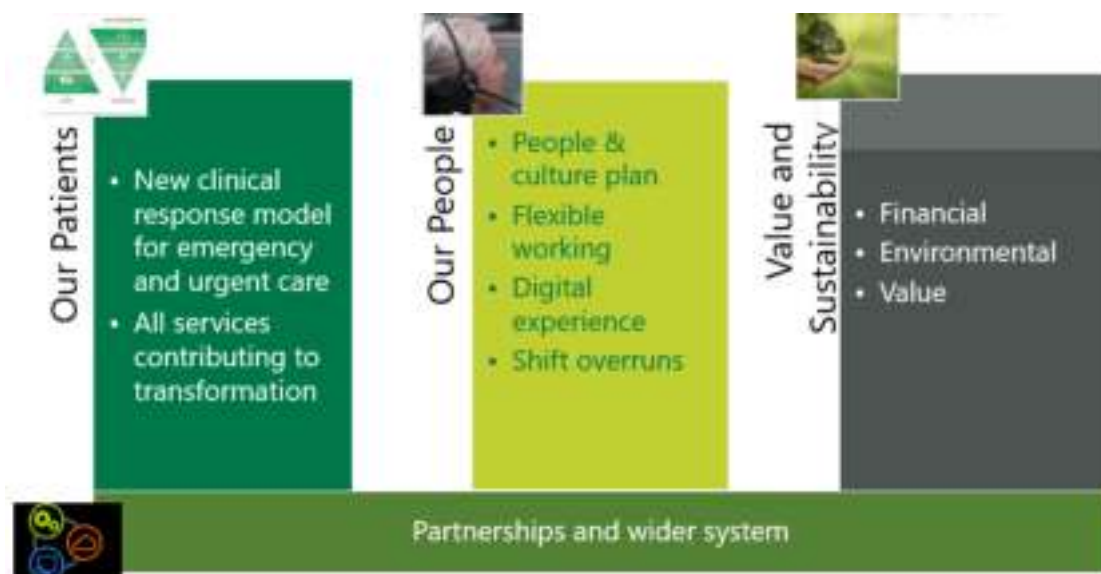 Our Patients
• New clinical
response model
for emergency
and urgent care
• All services
contributing to
transformation
Our People
• People &
culture plan
• Flexible
working
• Digital
experience
• Shift overruns
Value and
Sustainability
• Financial
• Environmental
• Value
Partnerships and wider system